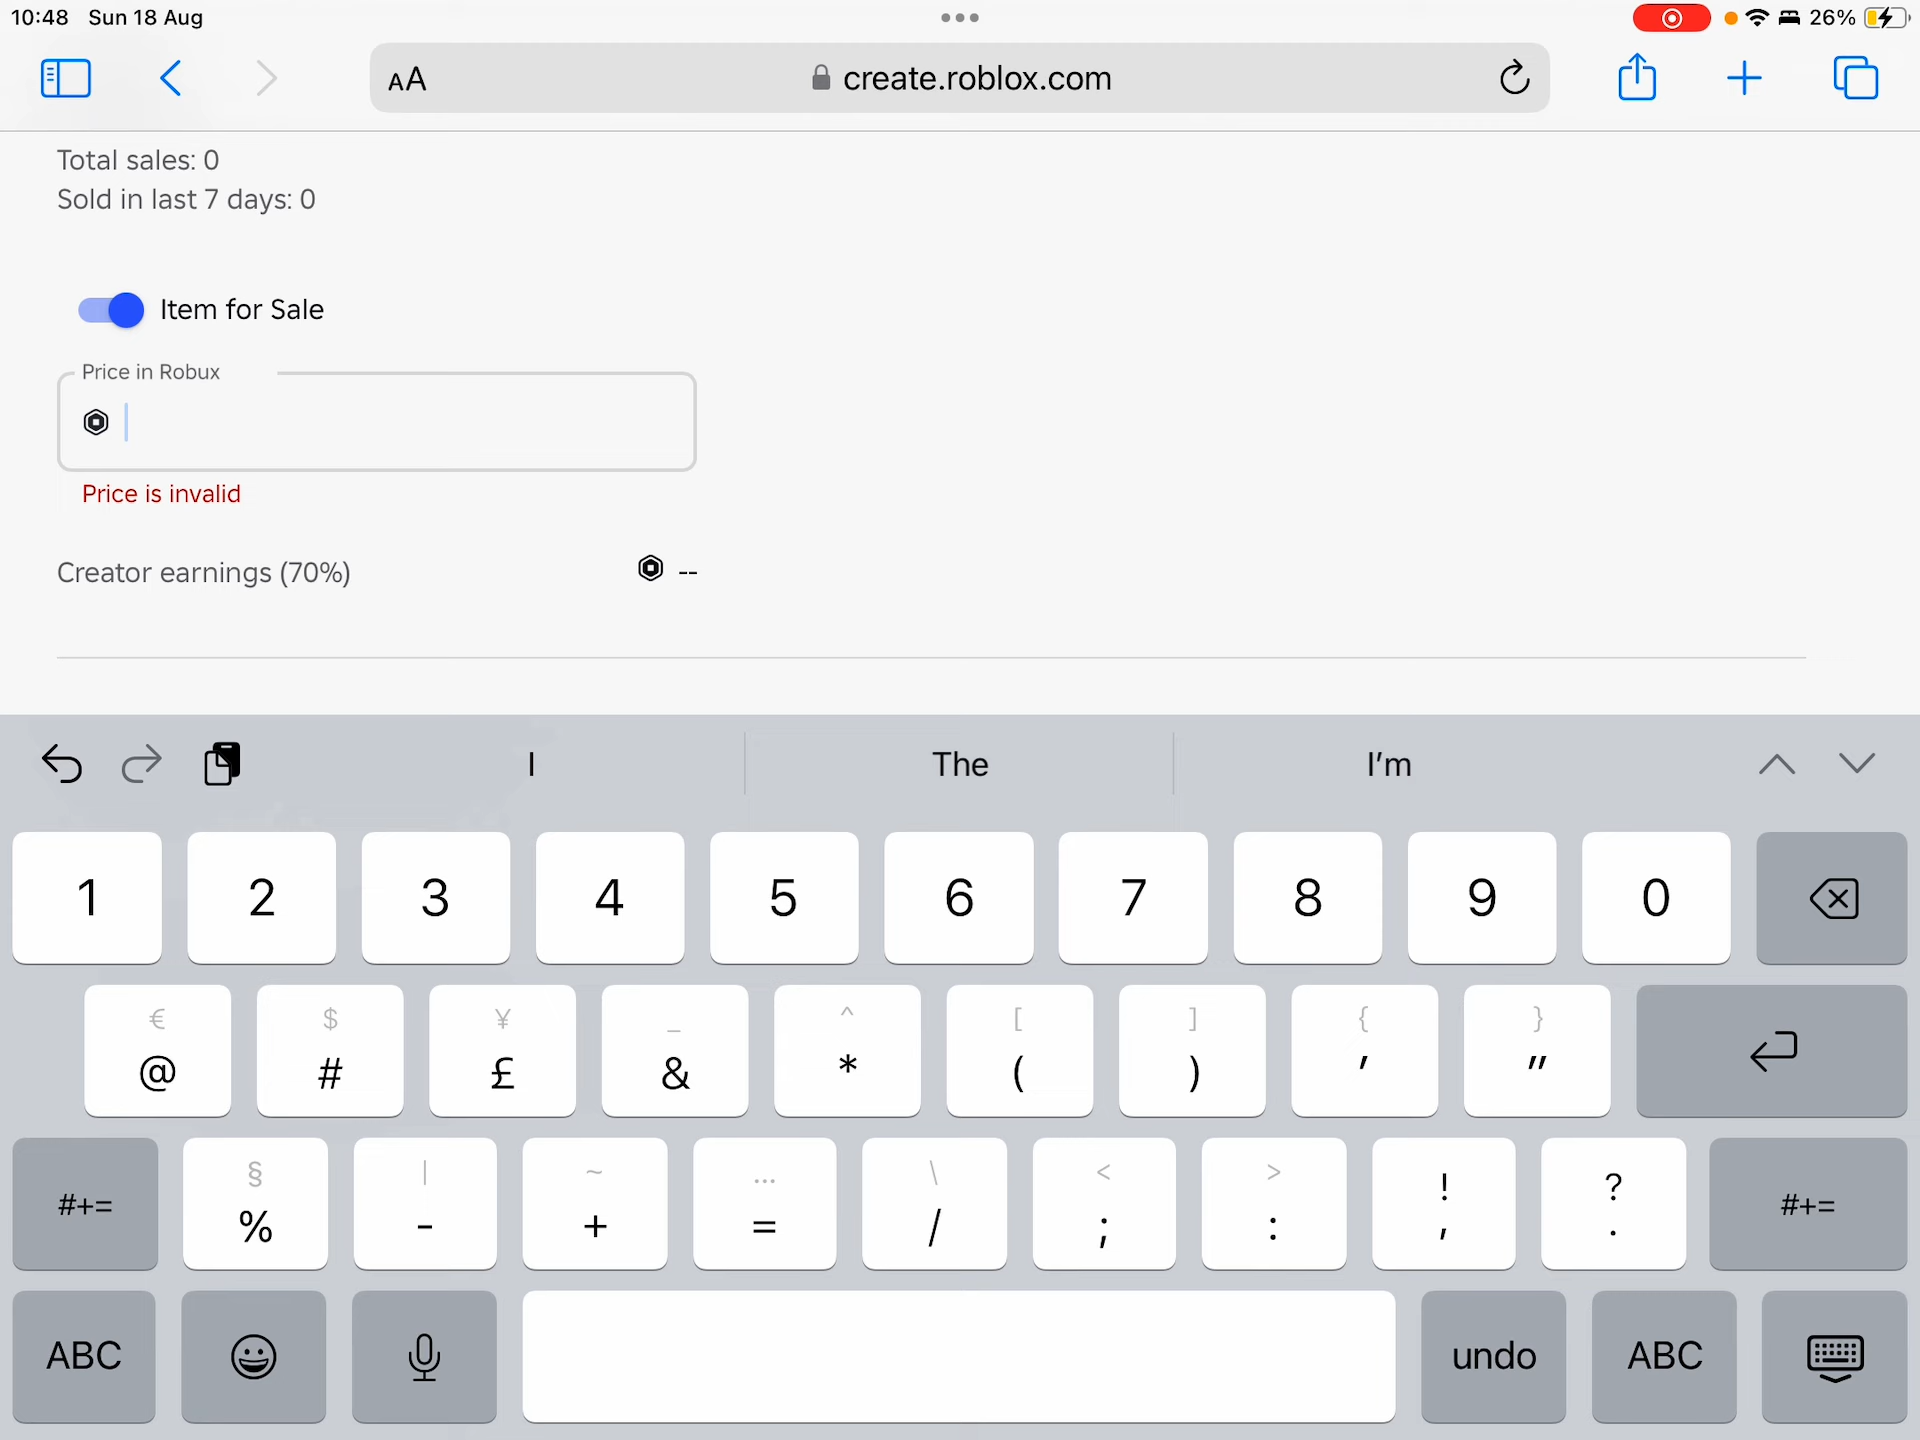 10:48 Sun 18 Aug
26%
AA create.roblox.com
Total sales: 0
Sold in last 7 days: 0
Item for Sale
Price in Robux
Price is invalid
Creator earnings (70%) --
I The I'm
1 2 3 4 5 6 7 8 9 0
€ $ ¥ _ ^ [ ] { }
@ # £ & * ( ) ' "
§ | ~ ... \ < > ! ?
#+= % - + = / ; : , . #+=
ABC undo ABC